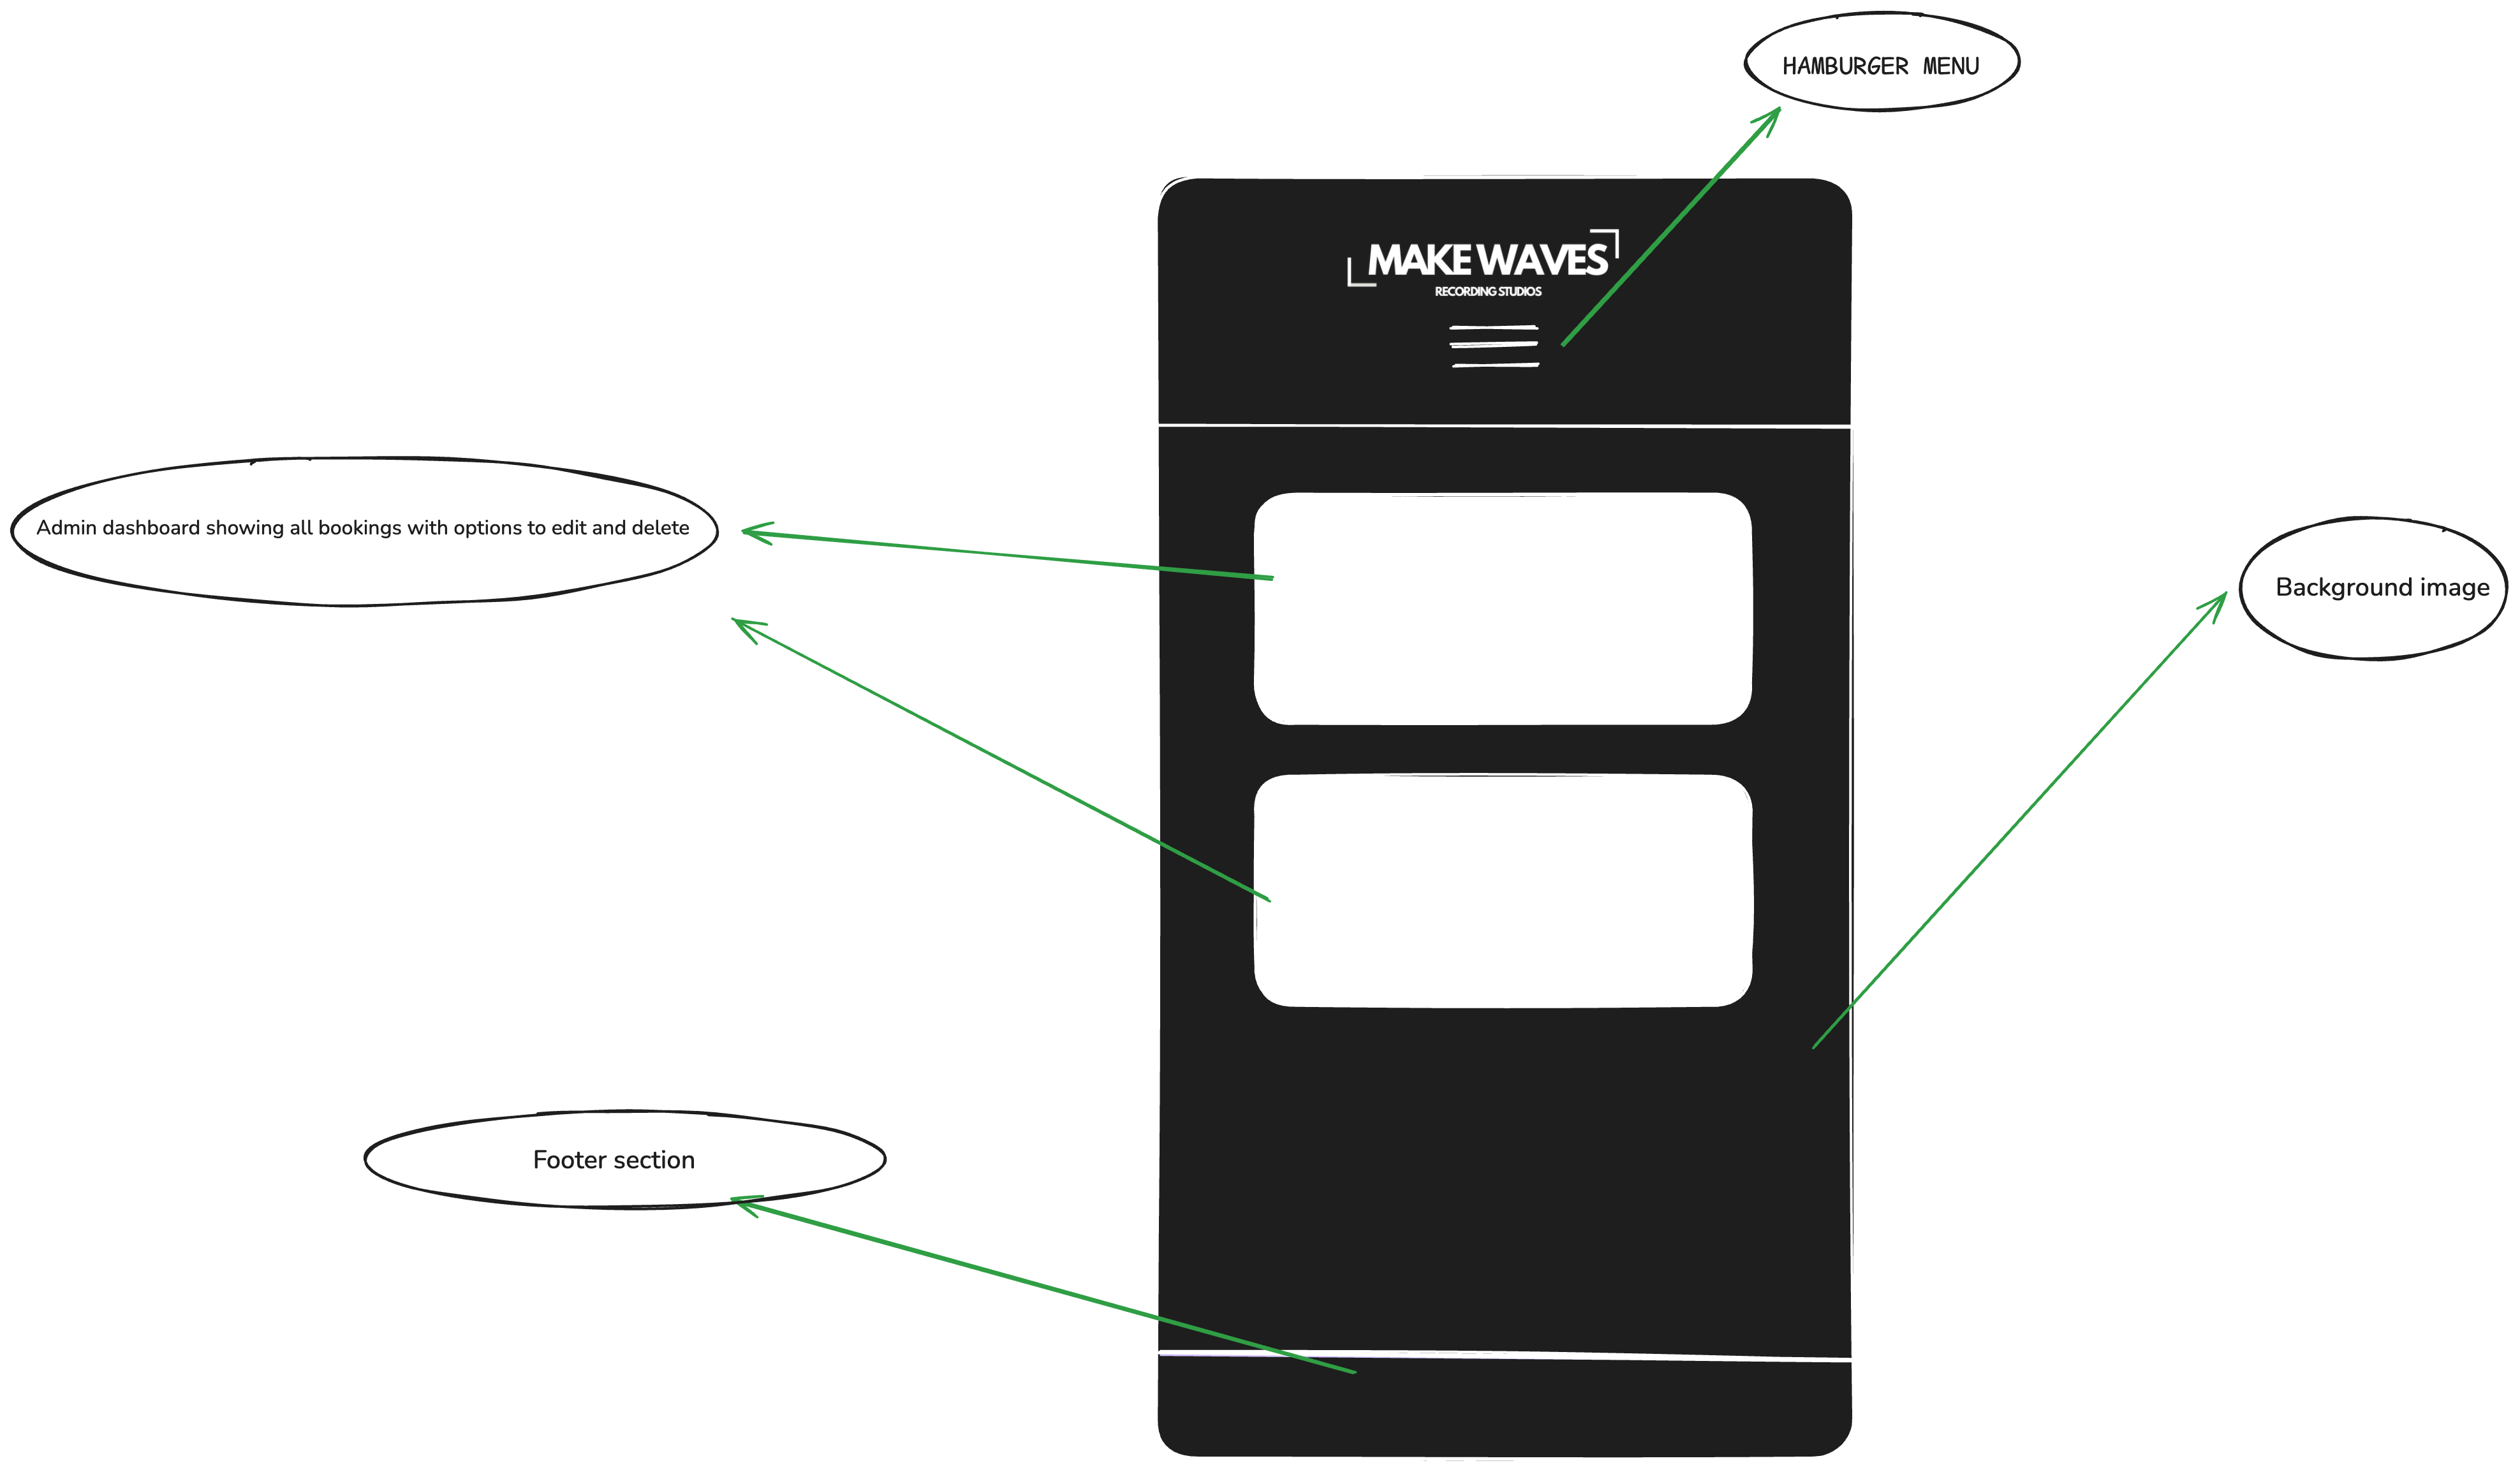 HAMBURGER MENU
MAKE WAVES
RECORDING STUDIOS
Admin dashboard showing all bookings with options to edit and delete
Background image
Footer section